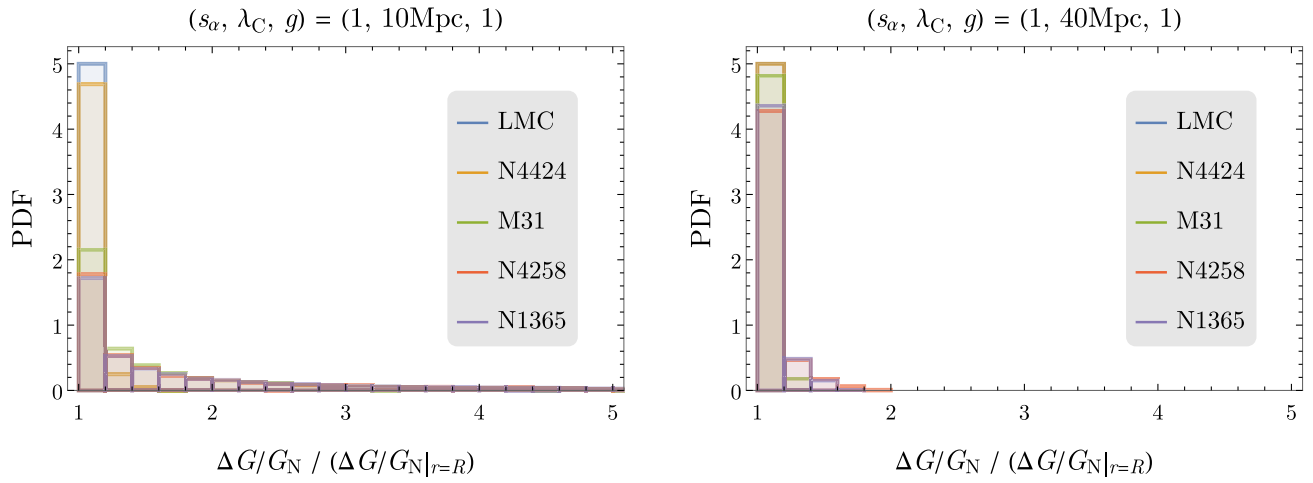 (sα, λC, g) = (1, 10Mpc, 1)
5
4
3
2
1
0
PDF
LMC
N4424
M31
N4258
N1365
1 2 3 4 5
ΔG/GN / (ΔG/GN|r=R)
(sα, λC, g) = (1, 40Mpc, 1)
5
4
3
2
1
0
PDF
LMC
N4424
M31
N4258
N1365
1 2 3 4 5
ΔG/GN / (ΔG/GN|r=R)